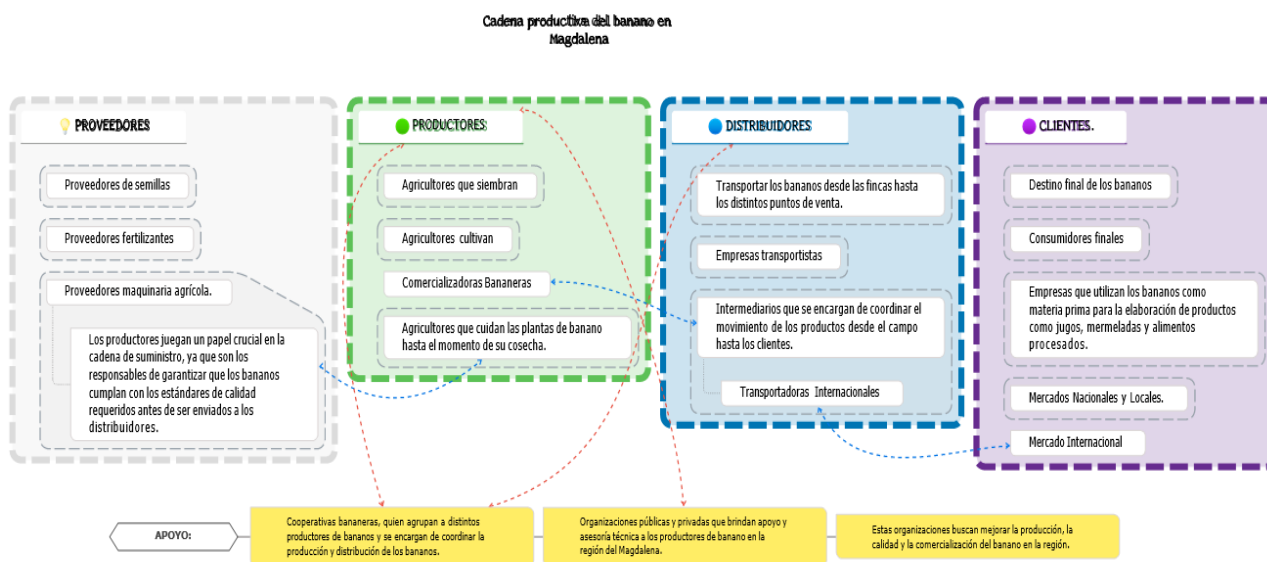 Cadena productiva del banano en
Magdalena
PROVEEDORES
Proveedores de semillas
Proveedores fertilizantes
Proveedores maquinaria agrícola.
Los productores juegan un papel crucial en la
cadena de suministro, ya que son los
responsables de garantizar que los bananos
cumplan con los estándares de calidad
requeridos antes de ser enviados a los
distribuidores.
PRODUCTORES
Agricultores que siembran
Agricultores cultivan
Comercializadoras Bananeras
Agricultores que cuidan las plantas de banano
hasta el momento de su cosecha.
DISTRIBUIDORES
Transportar los bananos desde las fincas hasta
los distintos puntos de venta.
Empresas transportistas
Intermediarios que se encargan de coordinar el
movimiento de los productos desde el campo
hasta los clientes.
Transportadoras Internacionales
CLIENTES.
Destino final de los bananos
Consumidores finales
Empresas que utilizan los bananos como
materia prima para la elaboración de productos
como jugos, mermeladas y alimentos
procesados.
Mercados Nacionales y Locales.
Mercado Internacional
APOYO:
Cooperativas bananeras, quien agrupan a distintos
productores de bananos y se encargan de coordinar la
producción y distribución de los bananos.
Organizaciones públicas y privadas que brindan apoyo y
asesoría técnica a los productores de banano en la
región del Magdalena.
Estas organizaciones buscan mejorar la producción, la
calidad y la comercialización del banano en la región.